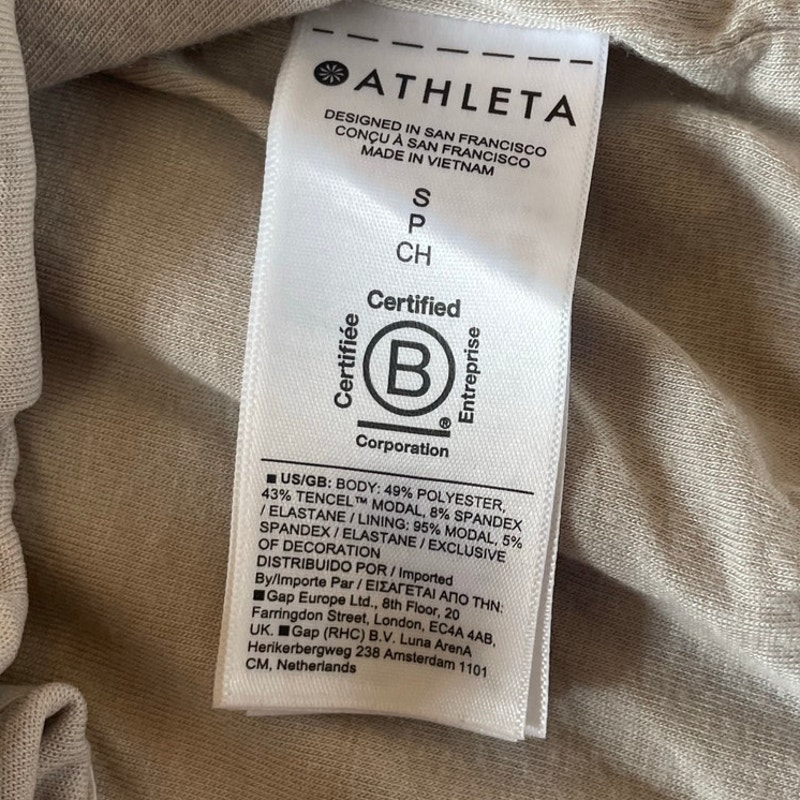 ATHLETA
DESIGNED IN SAN FRANCISCO
CONÇU À SAN FRANCISCO
MADE IN VIETNAM
S
P
CH
Certified
Certifiée
B
Entreprise
®
Corporation
■ US/GB: BODY: 49% POLYESTER,
43% TENCEL™ MODAL, 8% SPANDEX
/ ELASTANE / LINING: 95% MODAL, 5%
SPANDEX / ELASTANE / EXCLUSIVE
OF DECORATION
DISTRIBUIDO POR / Imported
By/Importe Par / ΕΙΣΑΓΕΤΑΙ ΑΠΟ ΤΗΝ:
■Gap Europe Ltd., 8th Floor, 20
Farringdon Street, London, EC4A 4AB,
UK. ■Gap (RHC) B.V. Luna ArenA
Herikerbergweg 238 Amsterdam 1101
CM, Netherlands